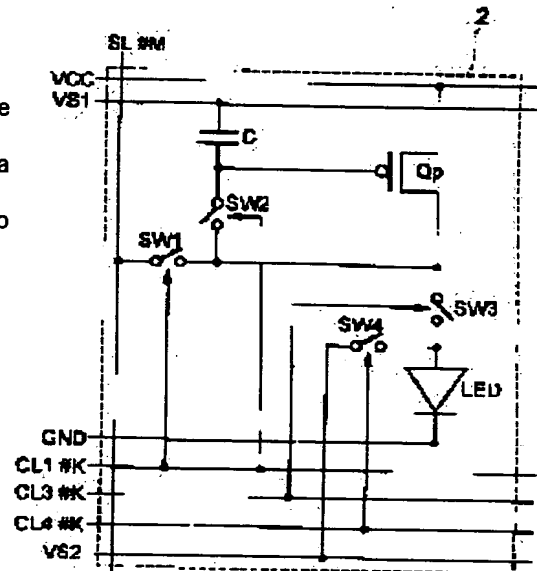 2
SL #M
VCC
VS1
e
C
a
Qp
SW2
o
SW1
SW3
SW4
LED
GND
CL1 #K
CL3 #K
CL4 #K
VS2